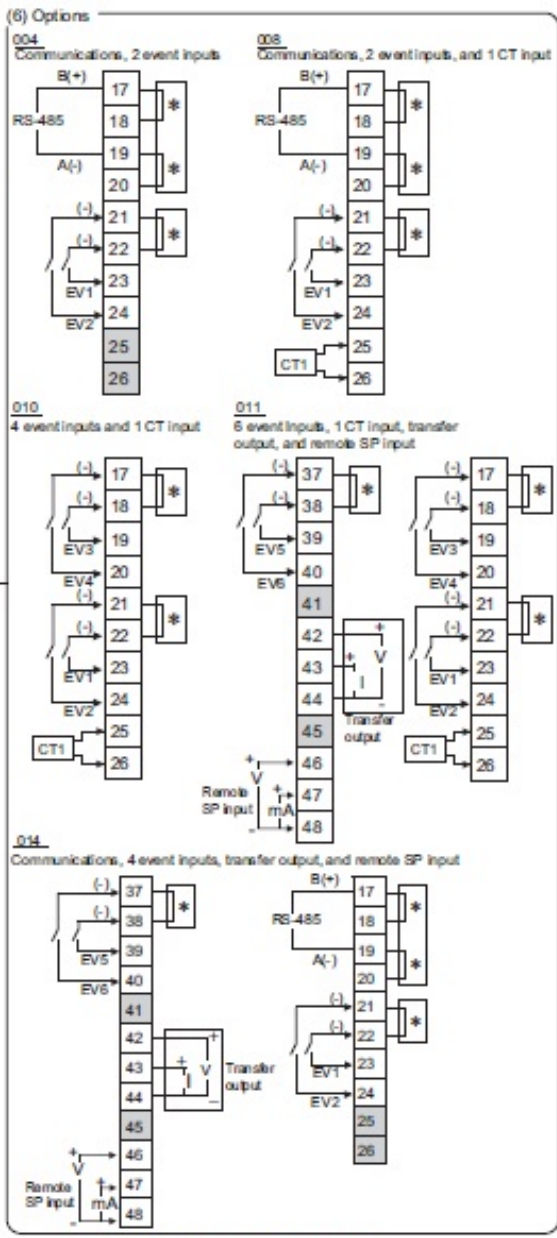 (6) Options
004
Communications, 2 event inputs
B(+)
RS-485
A(-)
17
18
19
20
21
22
23
24
25
26
*
*
*
(-)
(-)
EV1
EV2
008
Communications, 2 event inputs, and 1 CT input
B(+)
RS-485
A(-)
17
18
19
20
21
22
23
24
25
26
*
*
*
(-)
(-)
EV1
EV2
CT1
010
4 event inputs and 1 CT input
(-)
(-)
EV3
EV4
(-)
(-)
EV1
EV2
CT1
17
18
19
20
21
22
23
24
25
26
*
*
011
6 event Inputs, 1 CT input, transfer
output, and remote SP input
(-)
(-)
EV5
EV6
37
38
39
40
41
42
43
44
45
46
47
48
*
+
+
V
I
-
Transfer
output
+
V
+
mA
-
Remote
SP input
(-)
(-)
EV3
EV4
(-)
(-)
EV1
EV2
CT1
17
18
19
20
21
22
23
24
25
26
*
*
014
Communications, 4 event inputs, transfer output, and remote SP input
(-)
(-)
EV5
EV6
37
38
39
40
41
42
43
44
45
46
47
48
*
+
+
I
V
–
Transfer
output
+
V
+
mA
-
Remote
SP input
B(+)
RS-485
A(-)
(-)
(-)
EV1
EV2
17
18
19
20
21
22
23
24
25
26
*
*
*